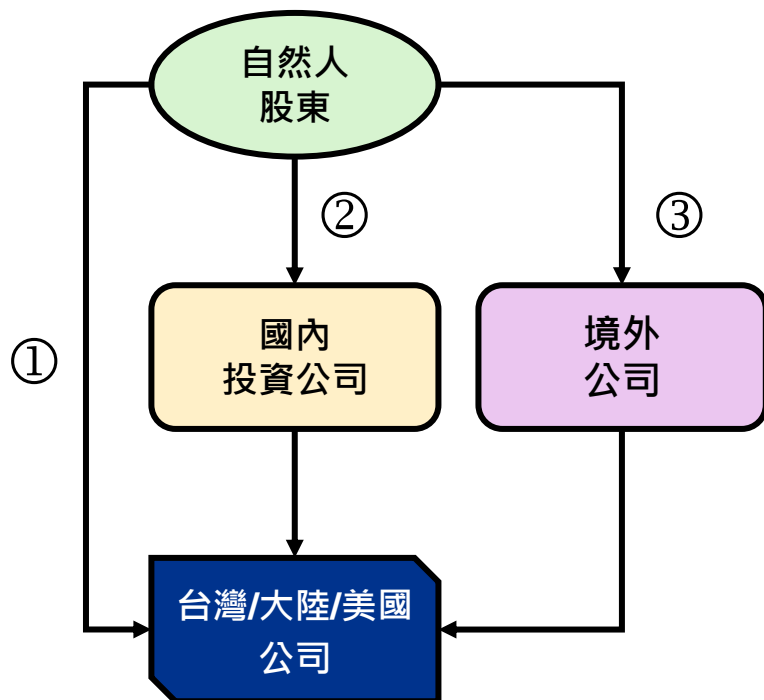 自然人
股東
②
③
國內
投資公司
境外
公司
①
台灣/大陸/美國
公司